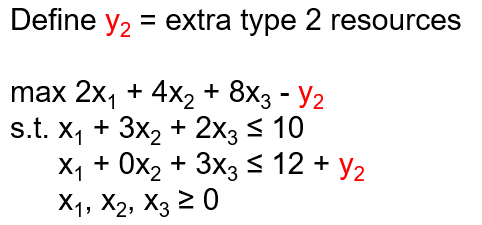 Define y₂ = extra type 2 resources
max 2x₁ + 4x₂ + 8x₃ - y₂
s.t. x₁ + 3x₂ + 2x₃ ≤ 10
x₁ + 0x₂ + 3x₃ ≤ 12 + y₂
x₁, x₂, x₃ ≥ 0